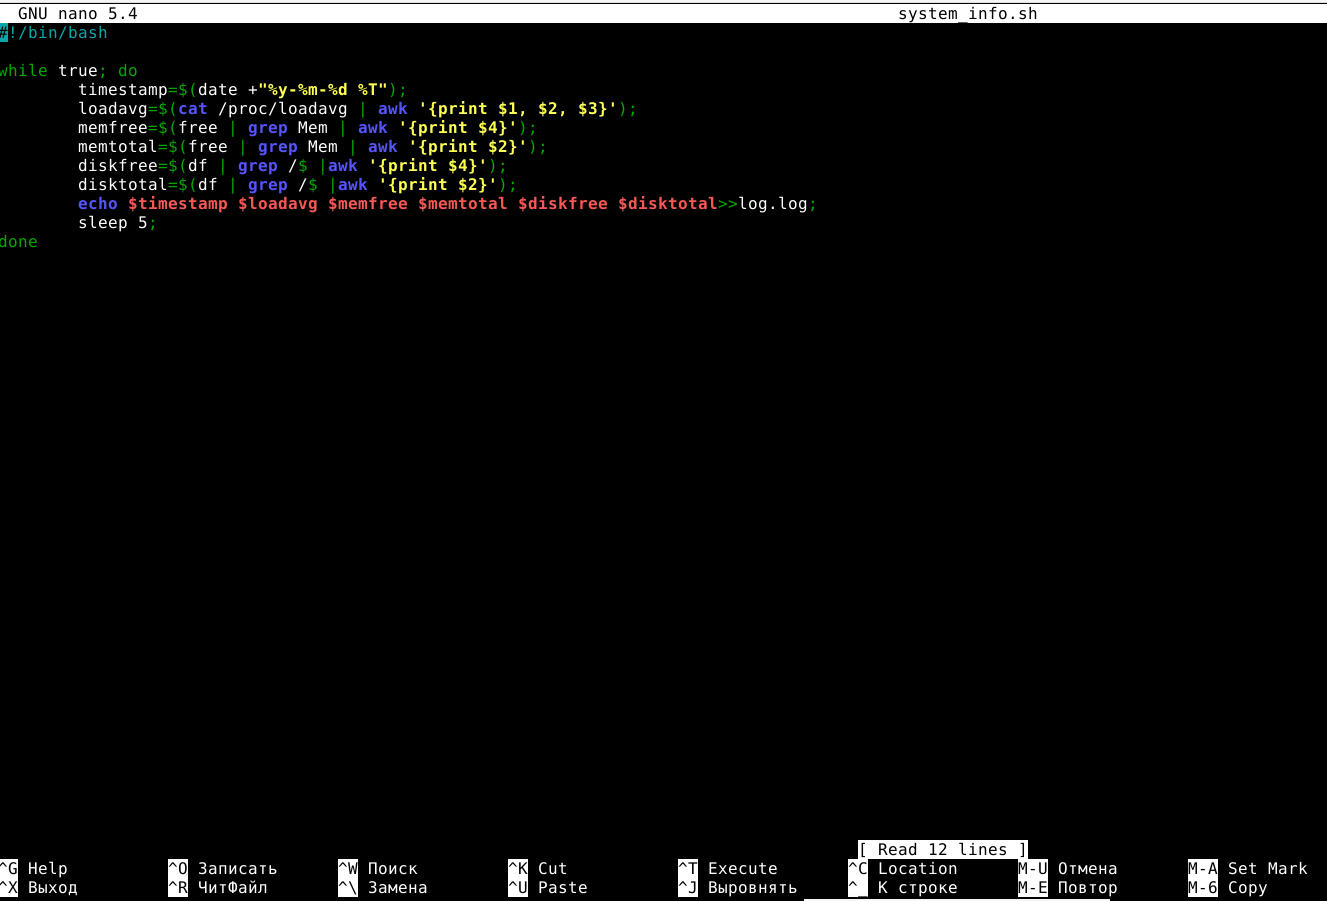 GNU nano 5.4 system_info.sh
#!/bin/bash
while true; do
timestamp=$(date +"%y-%m-%d %T");
loadavg=$(cat /proc/loadavg | awk '{print $1, $2, $3}');
memfree=$(free | grep Mem | awk '{print $4}');
memtotal=$(free | grep Mem | awk '{print $2}');
diskfree=$(df | grep /$ |awk '{print $4}');
disktotal=$(df | grep /$ |awk '{print $2}');
echo $timestamp $loadavg $memfree $memtotal $diskfree $disktotal>>log.log;
sleep 5;
done
[ Read 12 lines ]
^G Help ^O Записать ^W Поиск ^K Cut ^T Execute ^C Location M-U Отмена M-A Set Mark
^X Выход ^R ЧитФайл ^\ Замена ^U Paste ^J Выровнять ^_ К строке M-E Повтор M-6 Copy